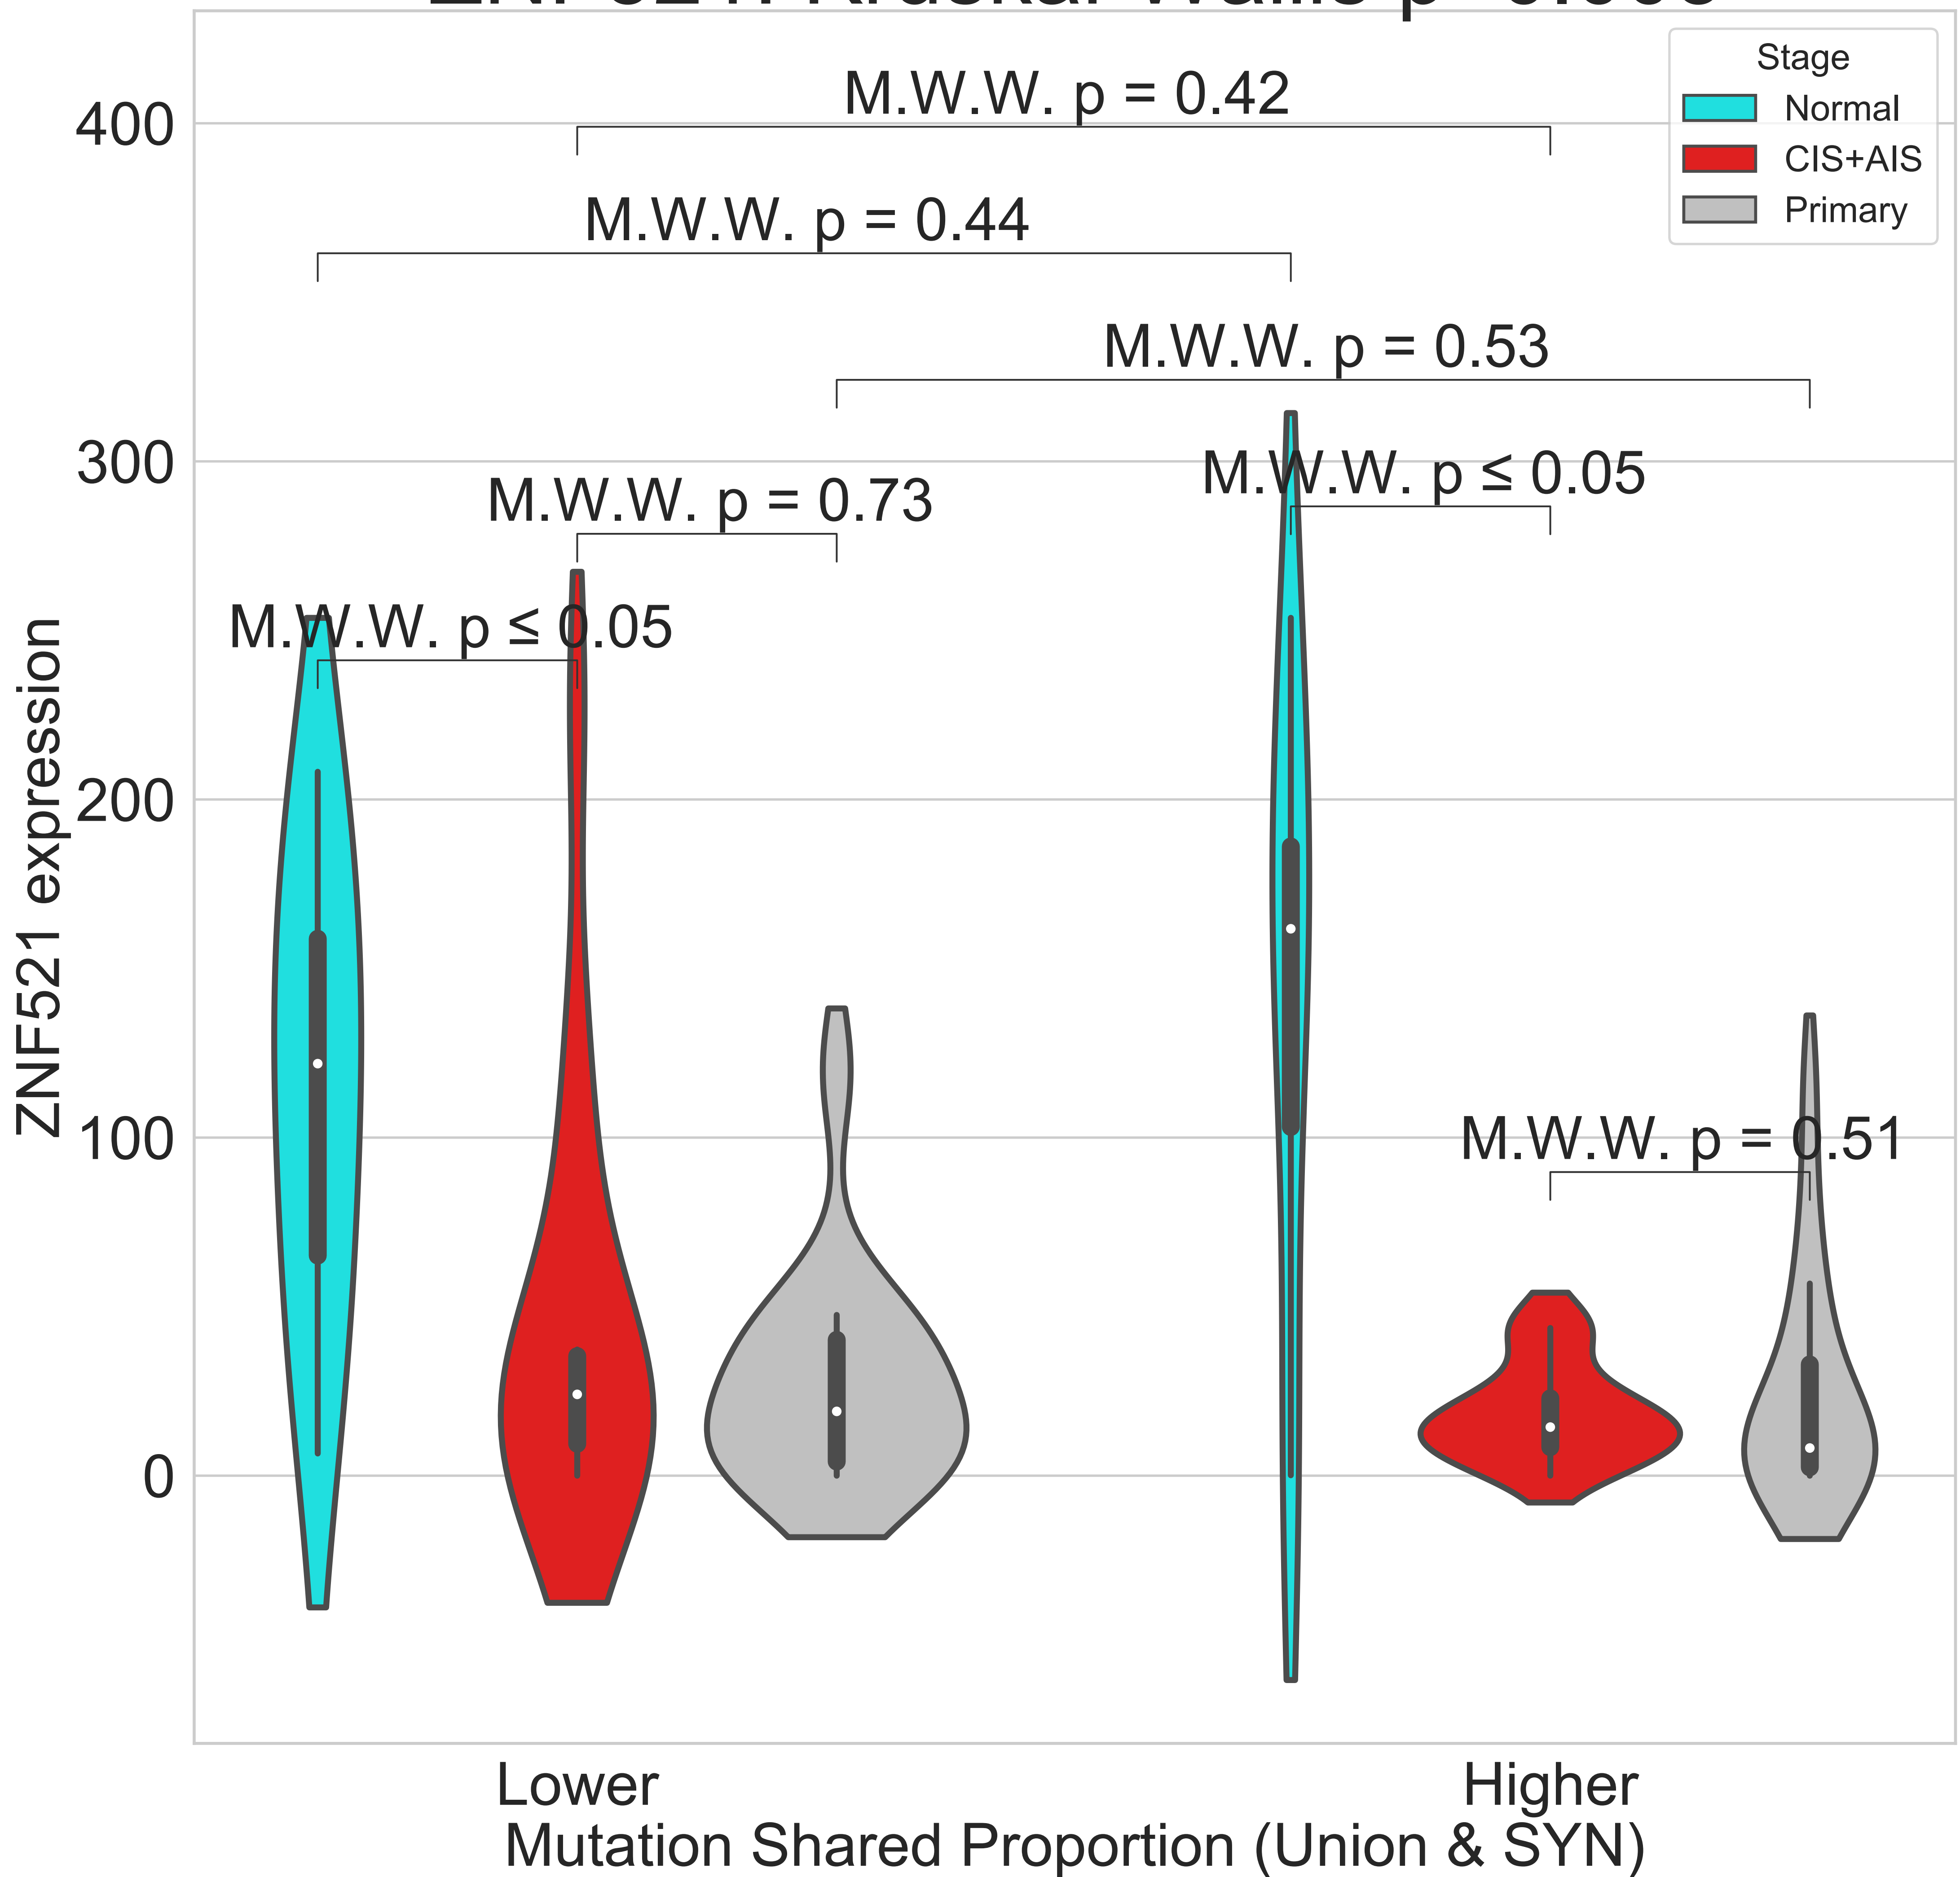 Stage
Normal
CIS+AIS
Primary
M.W.W. p = 0.42
M.W.W. p = 0.44
M.W.W. p = 0.53
M.W.W. p ≤ 0.05
M.W.W. p = 0.73
M.W.W. p ≤ 0.05
M.W.W. p = 0.51
400
300
200
100
0
ZNF521 expression
Lower
Higher
Mutation Shared Proportion (Union & SYN)